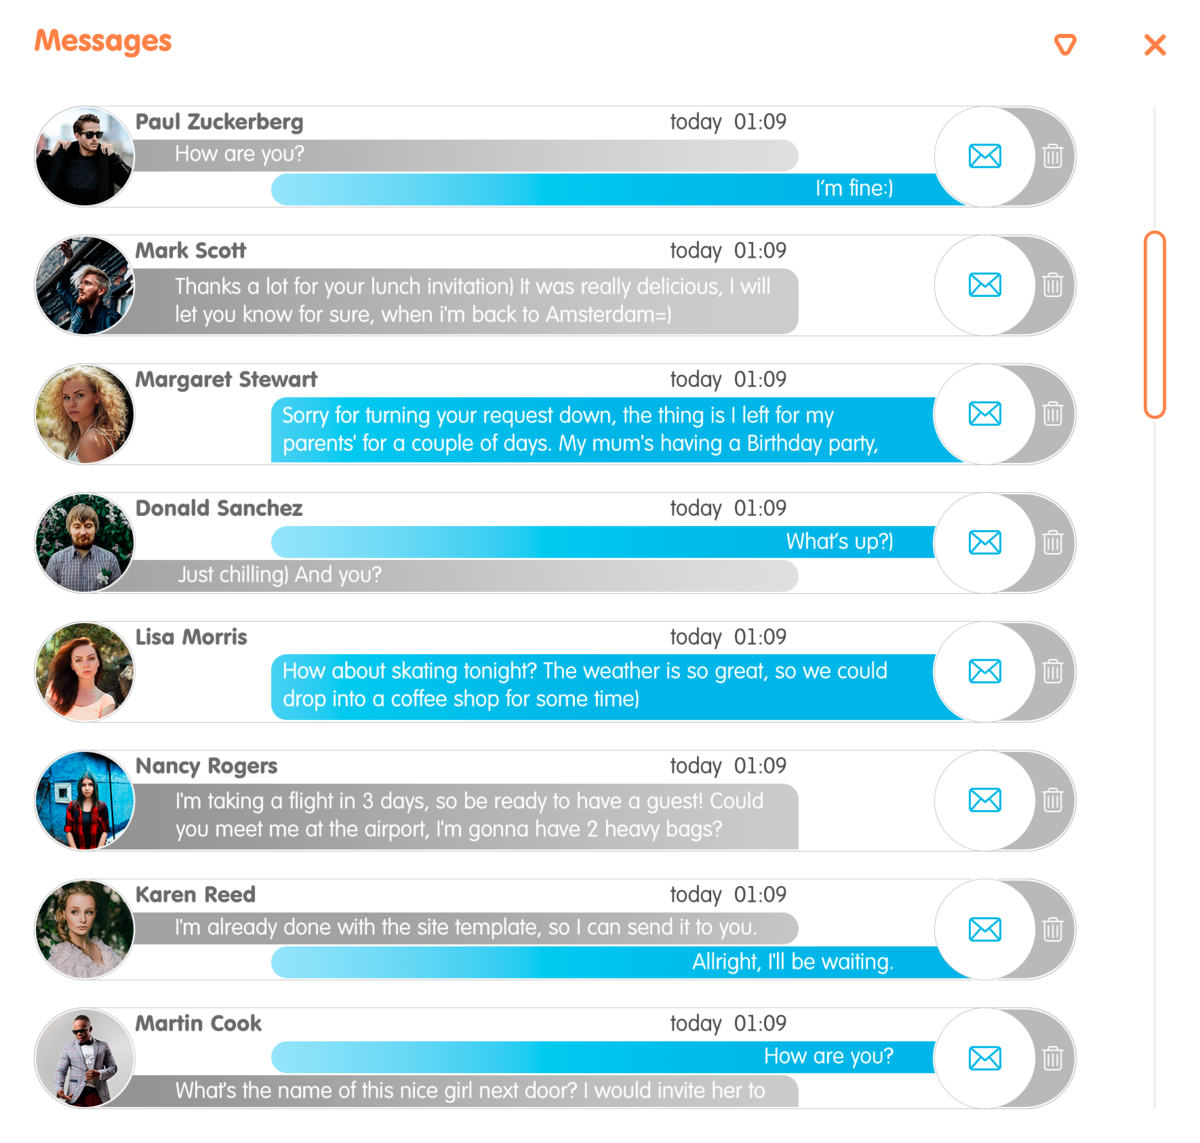 Messages
Paul Zuckerberg today 01:09
How are you?
I'm fine:)
Mark Scott today 01:09
Thanks a lot for your lunch invitation) It was really delicious, I will
let you know for sure, when i'm back to Amsterdam=)
Margaret Stewart today 01:09
Sorry for turning your request down, the thing is I left for my
parents' for a couple of days. My mum's having a Birthday party,
Donald Sanchez today 01:09
What's up?)
Just chilling) And you?
Lisa Morris today 01:09
How about skating tonight? The weather is so great, so we could
drop into a coffee shop for some time)
Nancy Rogers today 01:09
I'm taking a flight in 3 days, so be ready to have a guest! Could
you meet me at the airport, I'm gonna have 2 heavy bags?
Karen Reed today 01:09
I'm already done with the site template, so I can send it to you.
Allright, I'll be waiting.
Martin Cook today 01:09
How are you?
What's the name of this nice girl next door? I would invite her to